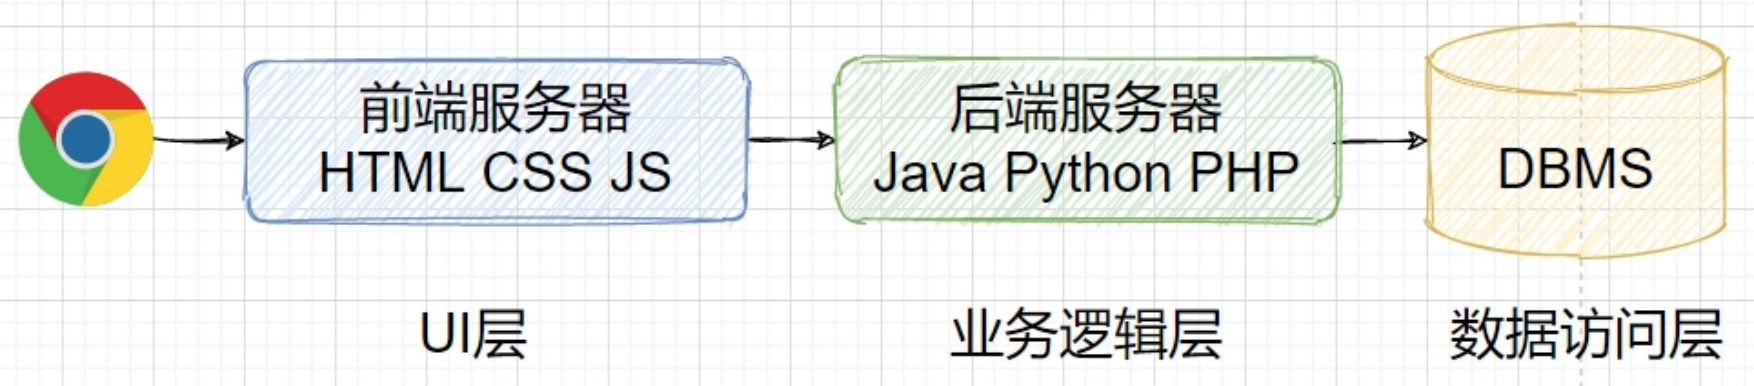 前端服务器
HTML CSS JS
后端服务器
Java Python PHP
DBMS
UI层
业务逻辑层
数据访问层